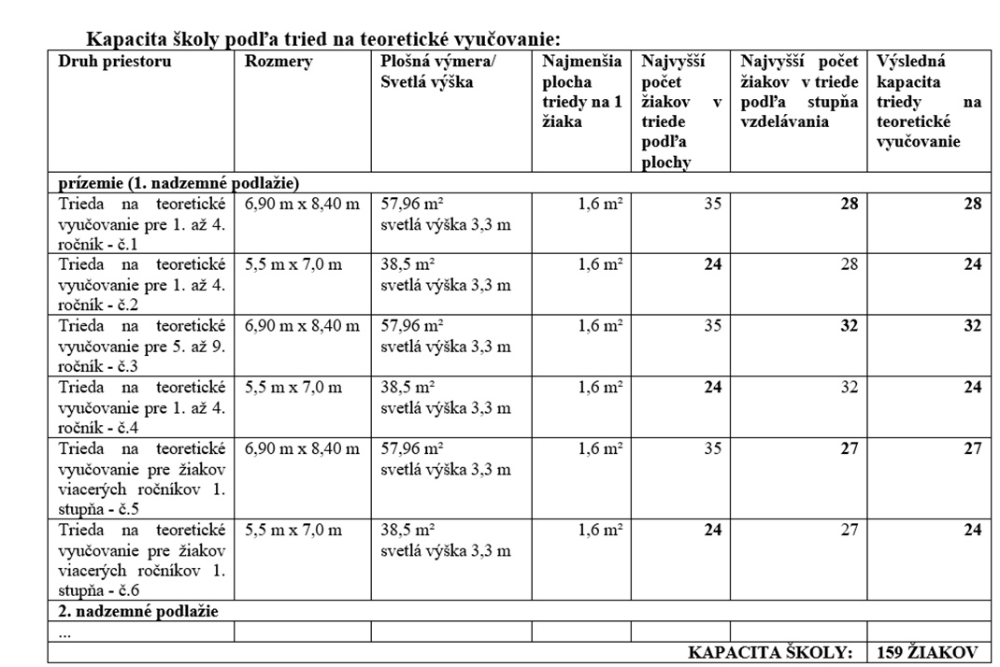 Kapacita školy podľa tried na teoretické vyučovanie:
Druh priestoru
Rozmery
Plošná výmera/
Svetlá výška
Najmenšia
plocha
triedy na 1
žiaka
Najvyšší
počet
žiakov v
triede
podľa
plochy
Najvyšší počet
žiakov v triede
podľa stupňa
vzdelávania
Výsledná
kapacita
triedy na
teoretické
vyučovanie
prízemie (1. nadzemné podlažie)
Trieda na teoretické
vyučovanie pre 1. až 4.
ročník - č.1
6,90 m x 8,40 m
57,96 m²
svetlá výška 3,3 m
1,6 m²
35
28
28
Trieda na teoretické
vyučovanie pre 1. až 4.
ročník - č.2
5,5 m x 7,0 m
38,5 m²
svetlá výška 3,3 m
1,6 m²
24
28
24
Trieda na teoretické
vyučovanie pre 5. až 9.
ročník - č.3
6,90 m x 8,40 m
57,96 m²
svetlá výška 3,3 m
1,6 m²
35
32
32
Trieda na teoretické
vyučovanie pre 1. až 4.
ročník - č.4
5,5 m x 7,0 m
38,5 m²
svetlá výška 3,3 m
1,6 m²
24
32
24
Trieda na teoretické
vyučovanie pre žiakov
viacerých ročníkov 1.
stupňa - č.5
6,90 m x 8,40 m
57,96 m²
svetlá výška 3,3 m
1,6 m²
35
27
27
Trieda na teoretické
vyučovanie pre žiakov
viacerých ročníkov 1.
stupňa - č.6
5,5 m x 7,0 m
38,5 m²
svetlá výška 3,3 m
1,6 m²
24
27
24
2. nadzemné podlažie
...
KAPACITA ŠKOLY:
159 ŽIAKOV